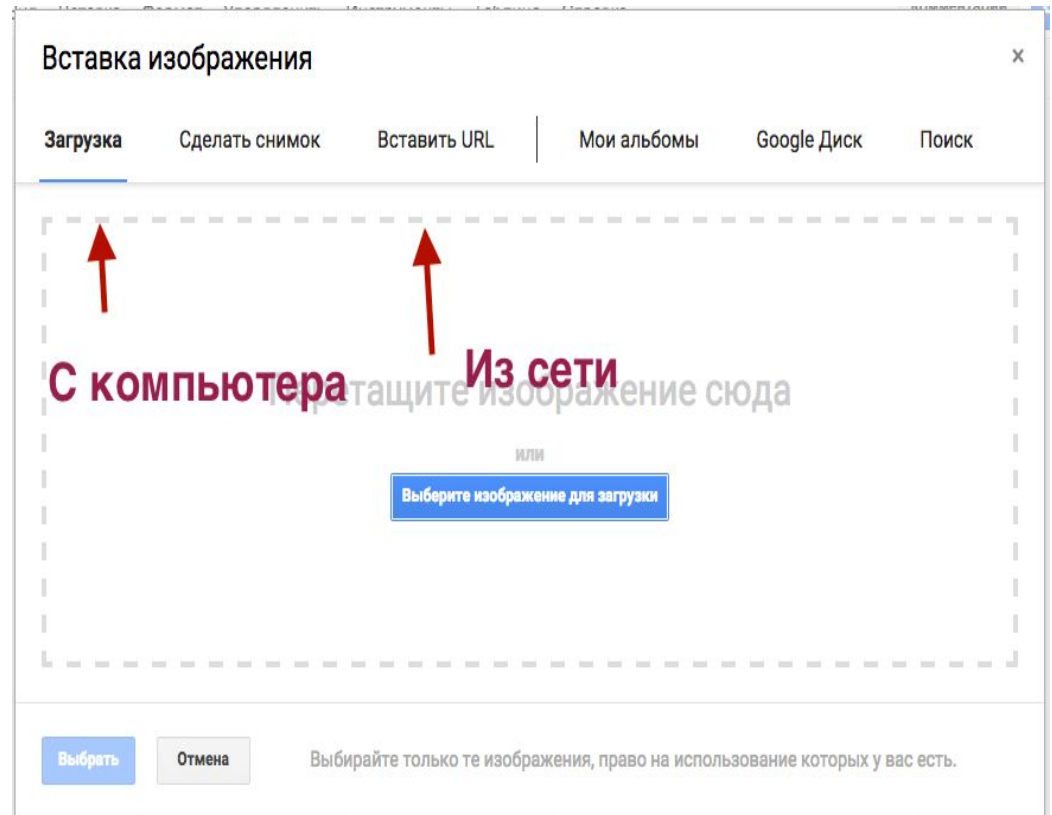 Вставка изображения ×
Загрузка Сделать снимок Вставить URL Мои альбомы Google Диск Поиск
С компьютера Из сети
Перетащите изображение сюда
или
Выберите изображение для загрузки
Выбрать Отмена Выбирайте только те изображения, право на использование которых у вас есть.